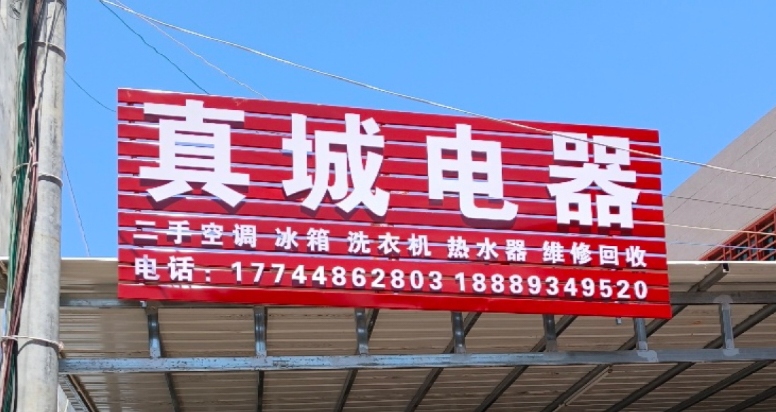 真城电器
二手空调 冰箱 洗衣机 热水器 维修回收
电话：17744862803 18889349520